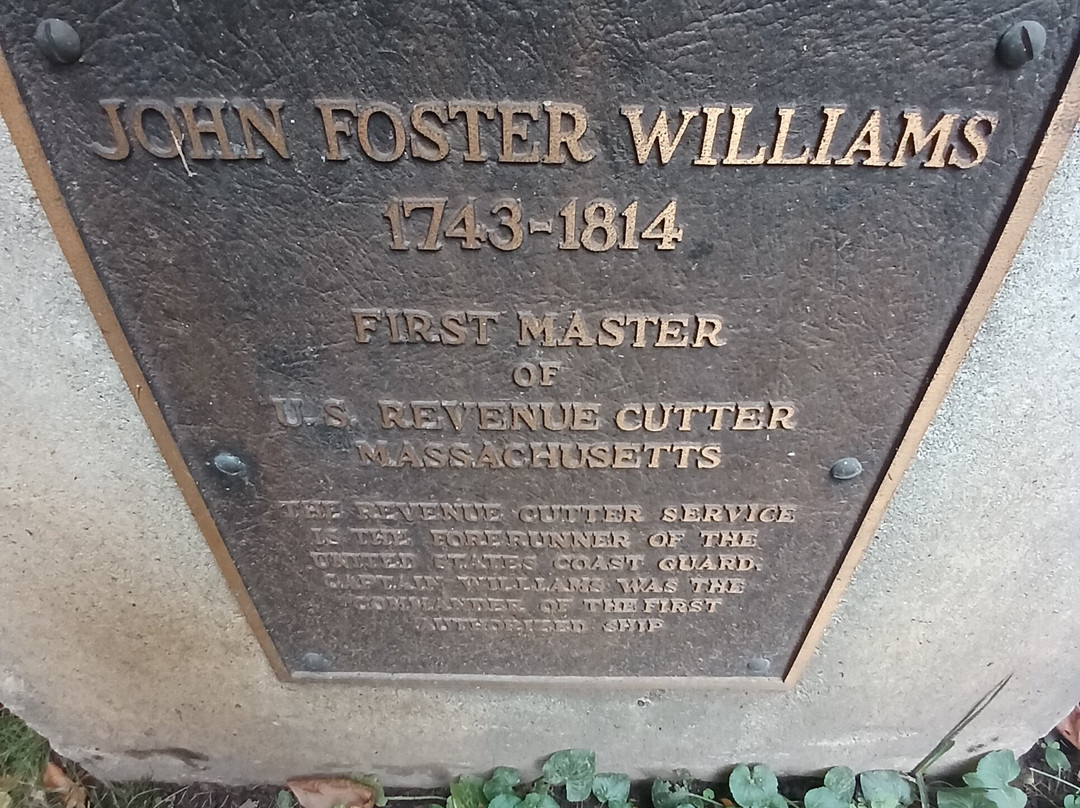 JOHN FOSTER WILLIAMS
1743-1814
FIRST MASTER
OF
U.S. REVENUE CUTTER
MASSACHUSETTS
THE REVENUE CUTTER SERVICE
IS THE FORERUNNER OF THE
UNITED STATES COAST GUARD.
CAPTAIN WILLIAMS WAS THE
COMMANDER OF THE FIRST
AUTHORIZED SHIP